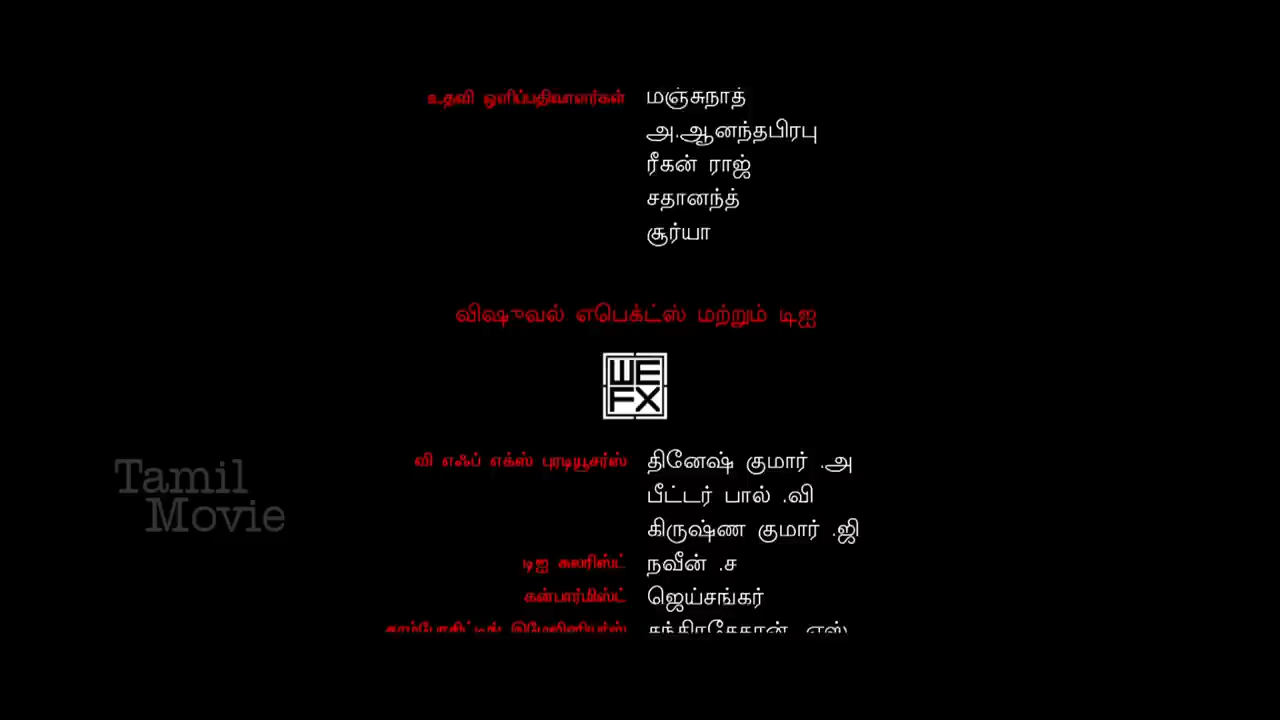 உதவி ஒளிப்பதிவாளர்கள் மஞ்சுநாத்
அ.ஆனந்தபிரபு
ரீகன் ராஜ்
சதானந்த்
சூர்யா
விஷுவல் எபெக்ட்ஸ் மற்றும் டிஐ
WE
FX
வி எஃப் எக்ஸ் புரடியூசர்ஸ் தினேஷ் குமார் .அ
பீட்டர் பால் .வி
கிருஷ்ண குமார் .ஜி
டிஐ கலரிஸ்ட் நவீன் .ச
கன்பார்மிஸ்ட் ஜெய்சங்கர்
Tamil
Movie